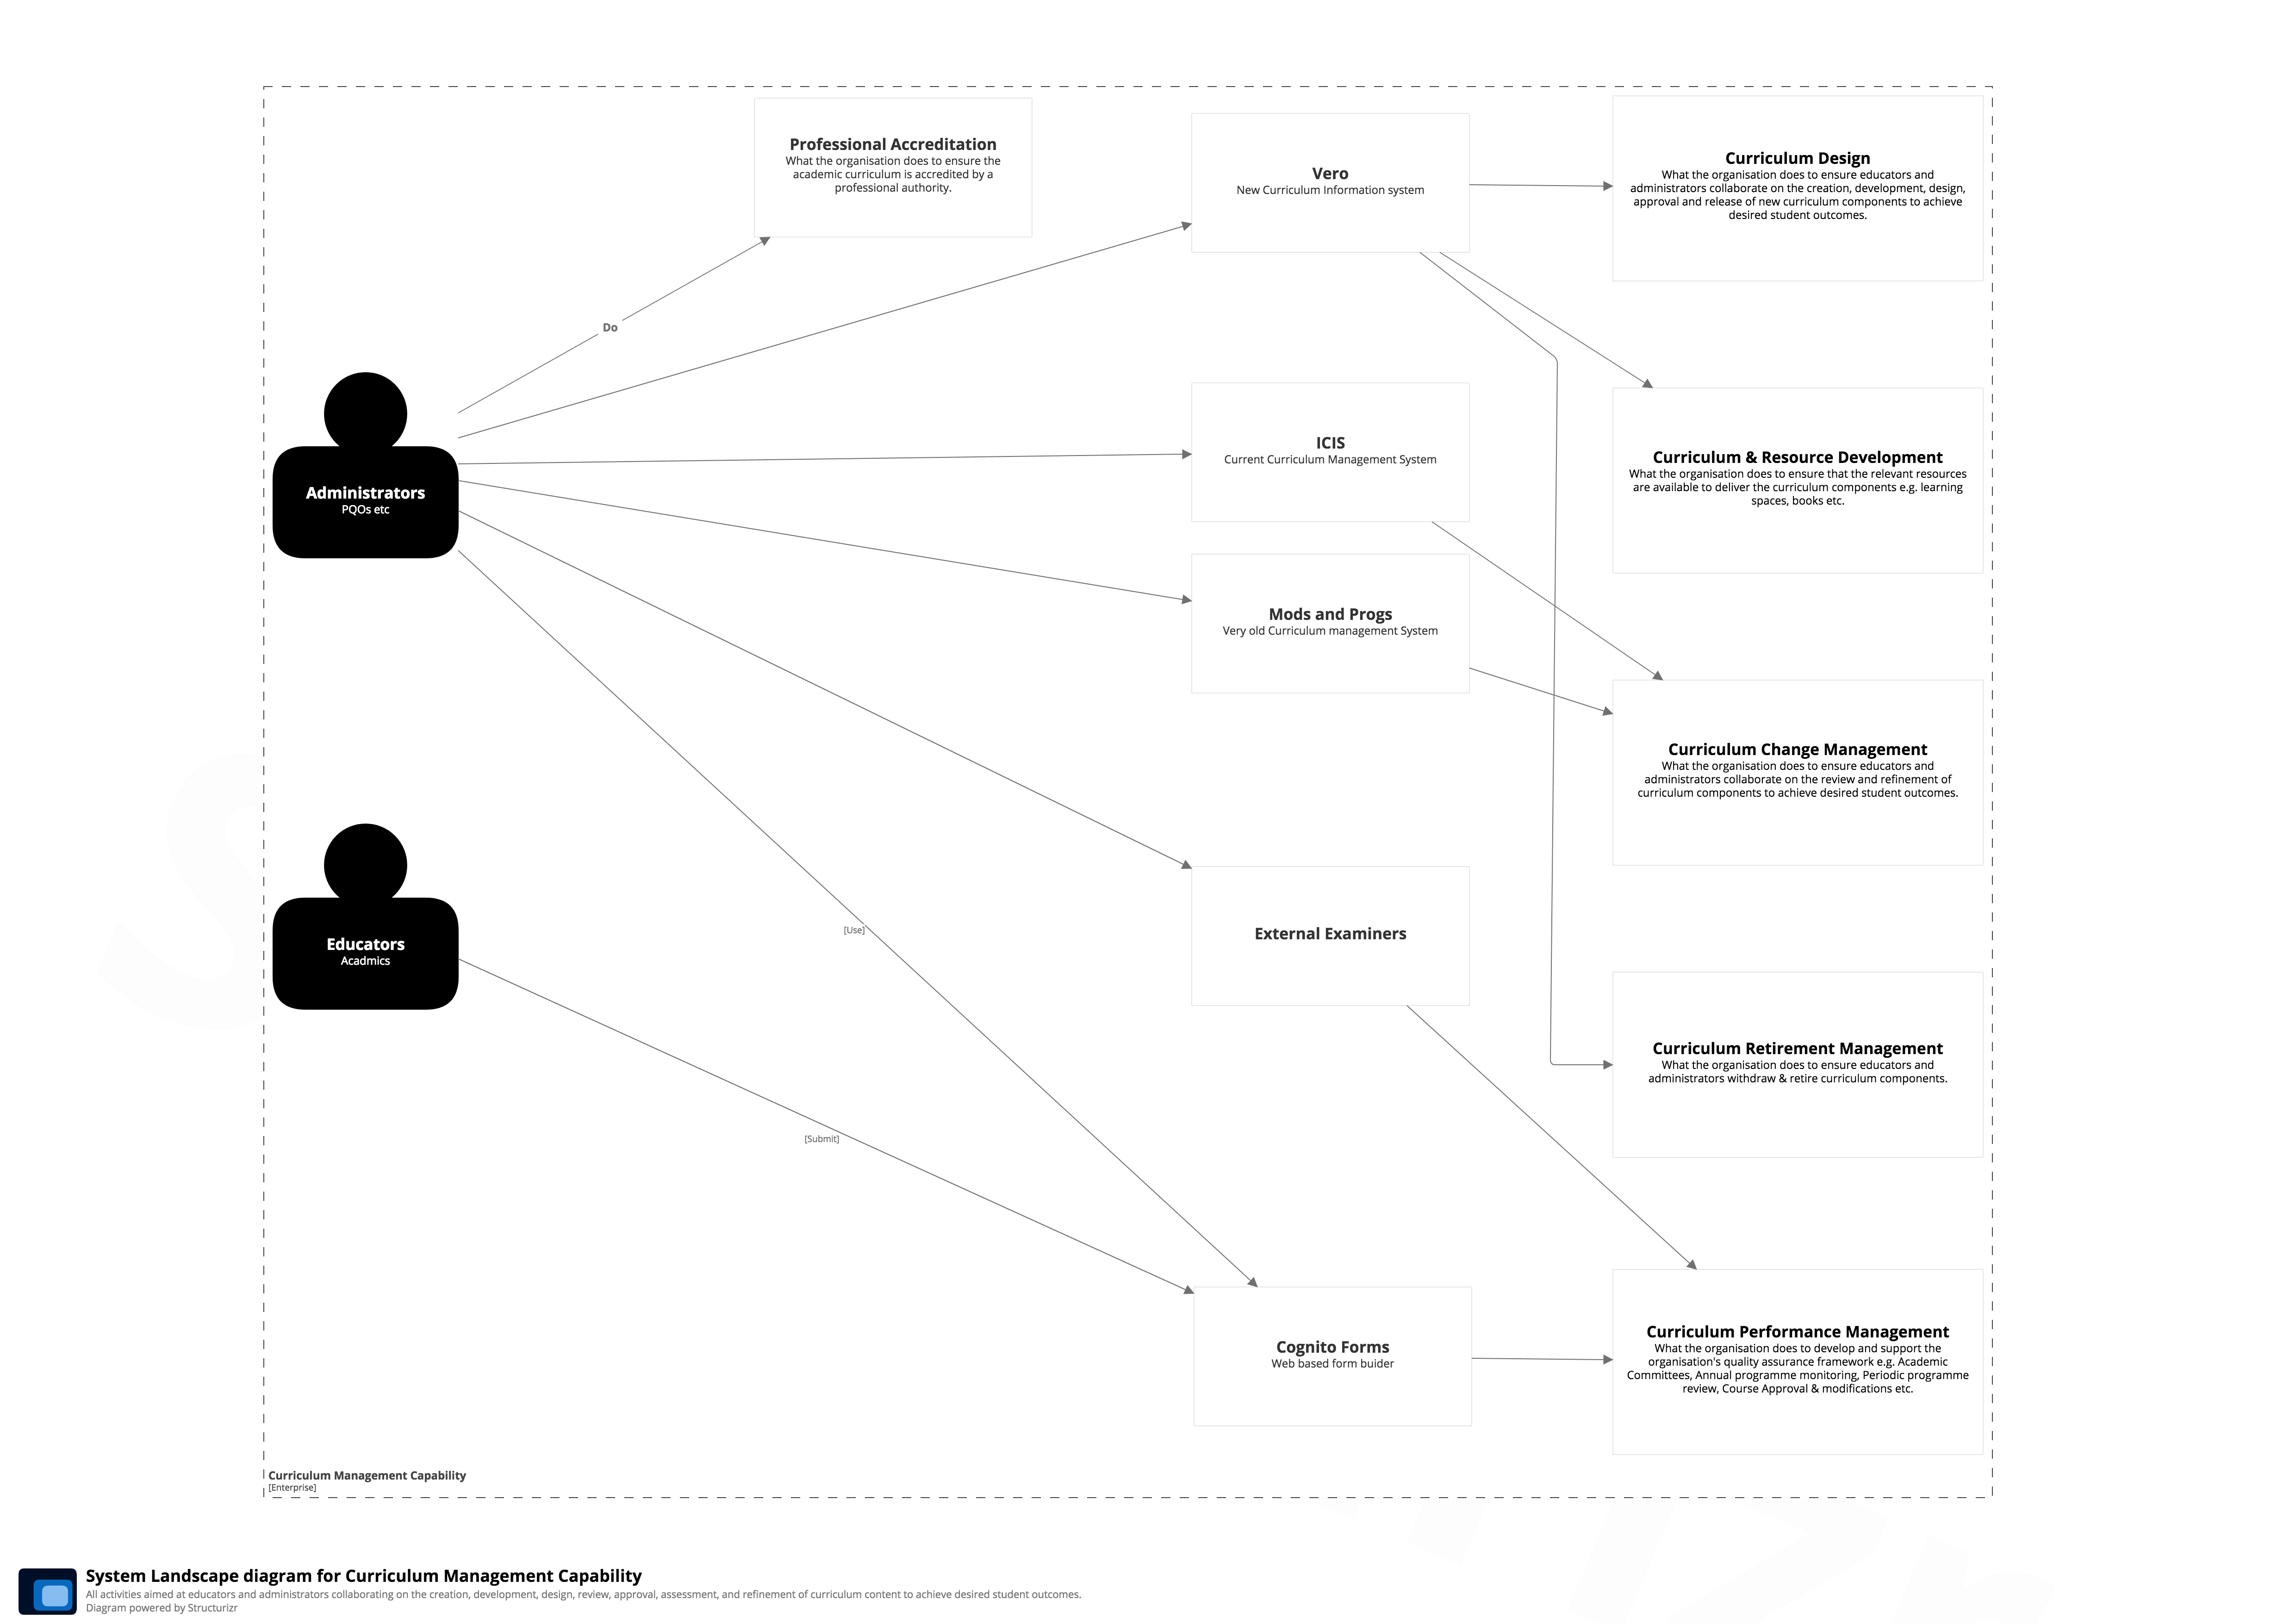 Professional Accreditation
What the organisation does to ensure the
academic curriculum is accredited by a
professional authority.
Vero
New Curriculum Information system
Curriculum Design
What the organisation does to ensure educators and
administrators collaborate on the creation, development, design,
approval and release of new curriculum components to achieve
desired student outcomes.
Do
ICIS
Current Curriculum Management System
Curriculum & Resource Development
What the organisation does to ensure that the relevant resources
are available to deliver the curriculum components e.g. learning
spaces, books etc.
Administrators
PQOs etc
Mods and Progs
Very old Curriculum management System
Curriculum Change Management
What the organisation does to ensure educators and
administrators collaborate on the review and refinement of
curriculum components to achieve desired student outcomes.
Educators
Acadmics
[Use]
External Examiners
Curriculum Retirement Management
What the organisation does to ensure educators and
administrators withdraw & retire curriculum components.
[Submit]
Cognito Forms
Web based form buider
Curriculum Performance Management
What the organisation does to develop and support the
organisation's quality assurance framework e.g. Academic
Committees, Annual programme monitoring, Periodic programme
review, Course Approval & modifications etc.
Curriculum Management Capability
[Enterprise]
System Landscape diagram for Curriculum Management Capability
All activities aimed at educators and administrators collaborating on the creation, development, design, review, approval, assessment, and refinement of curriculum content to achieve desired student outcomes.
Diagram powered by Structurizr